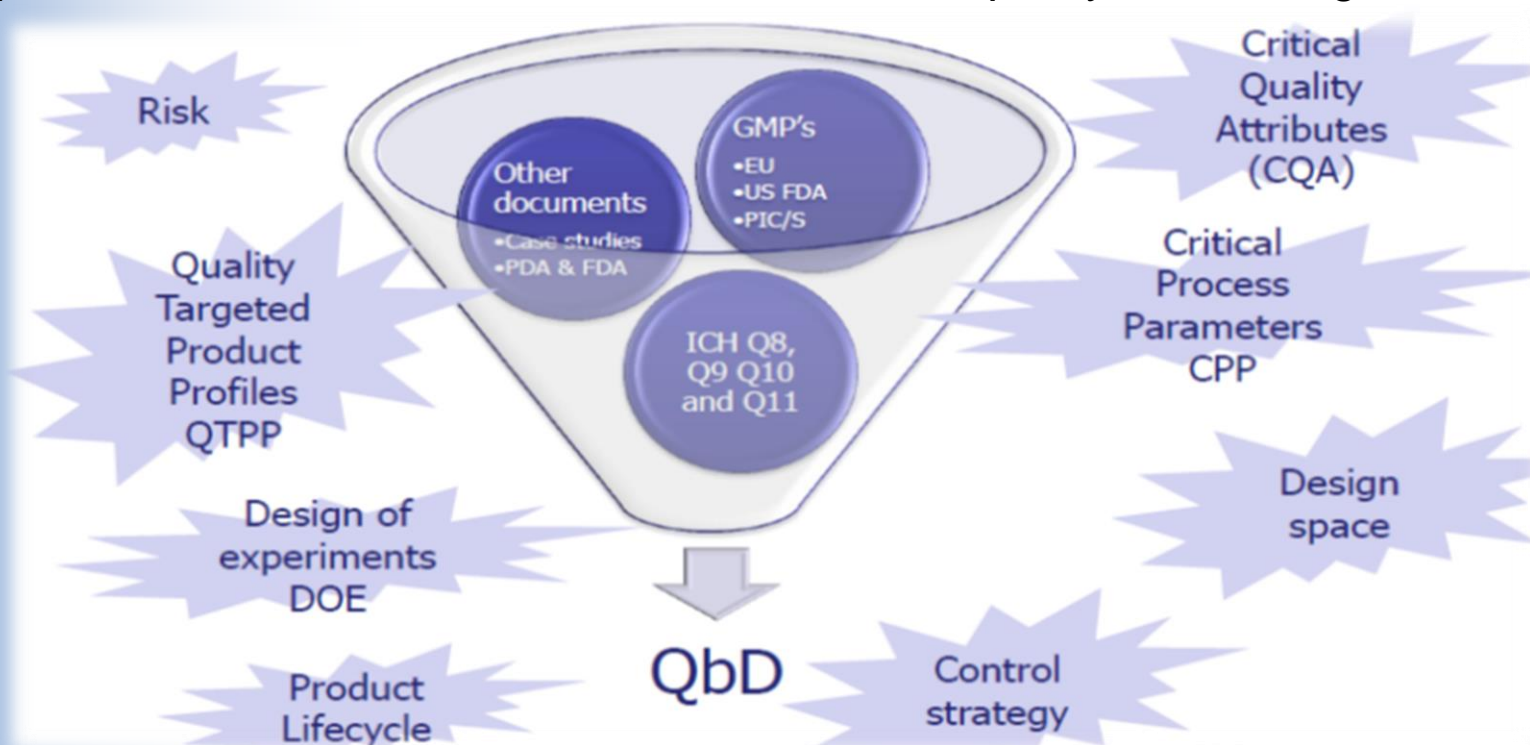 Risk
Critical
Quality
Attributes
(CQA)
GMP's
•EU
•US FDA
•PIC/S
Other
documents
•Case studies
•PDA & FDA
Quality
Targeted
Product
Profiles
QTPP
Critical
Process
Parameters
CPP
ICH Q8,
Q9 Q10
and Q11
Design
space
Design of
experiments
DOE
QbD
Control
strategy
Product
Lifecycle